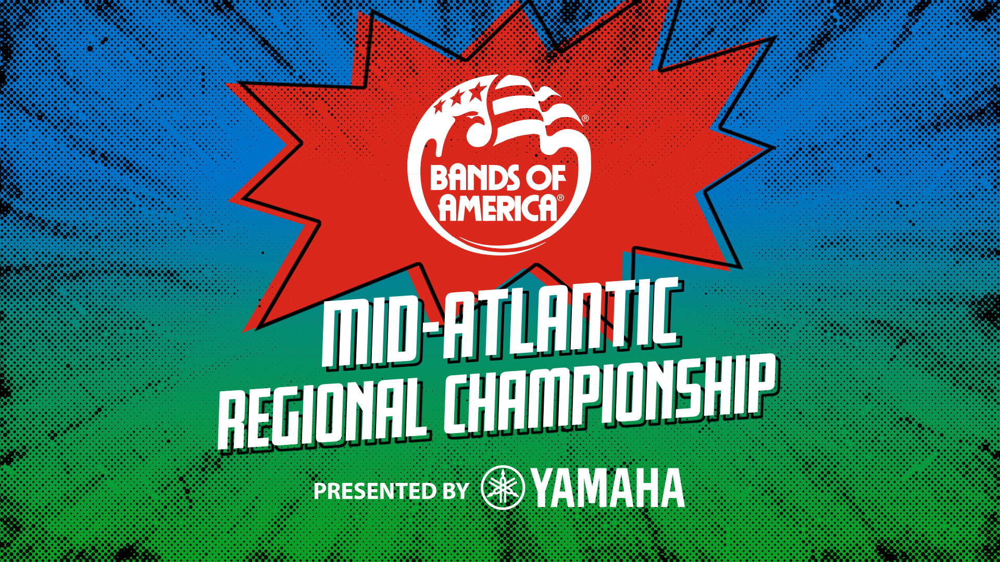 BANDS OF
AMERICA®
®
MID-ATLANTIC
REGIONAL CHAMPIONSHIP
PRESENTED BY YAMAHA